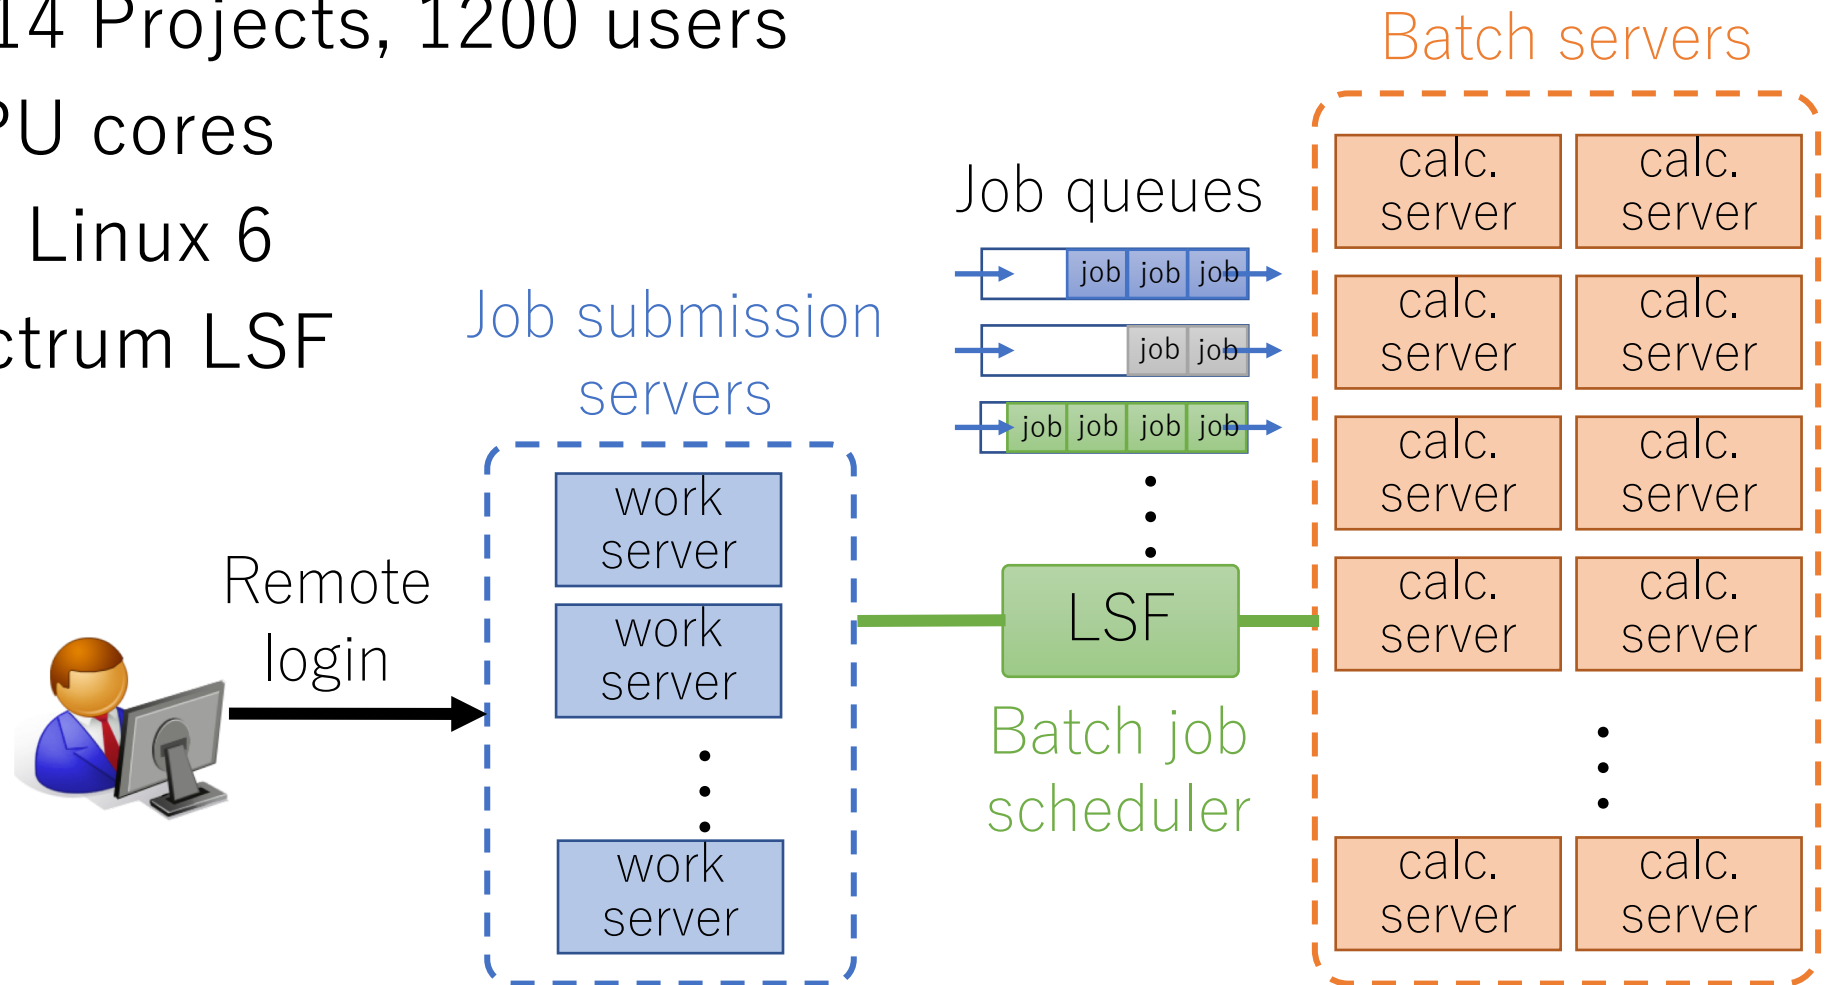 14 Projects, 1200 users
PU cores
Linux 6
ctrum LSF
Job submission
servers
work
server
work
server
work
server
Remote
login
Job queues
job job job
job job
job job job job
LSF
Batch job
scheduler
Batch servers
calc. calc.
server server
calc. calc.
server server
calc. calc.
server server
calc. calc.
server server
calc. calc.
server server